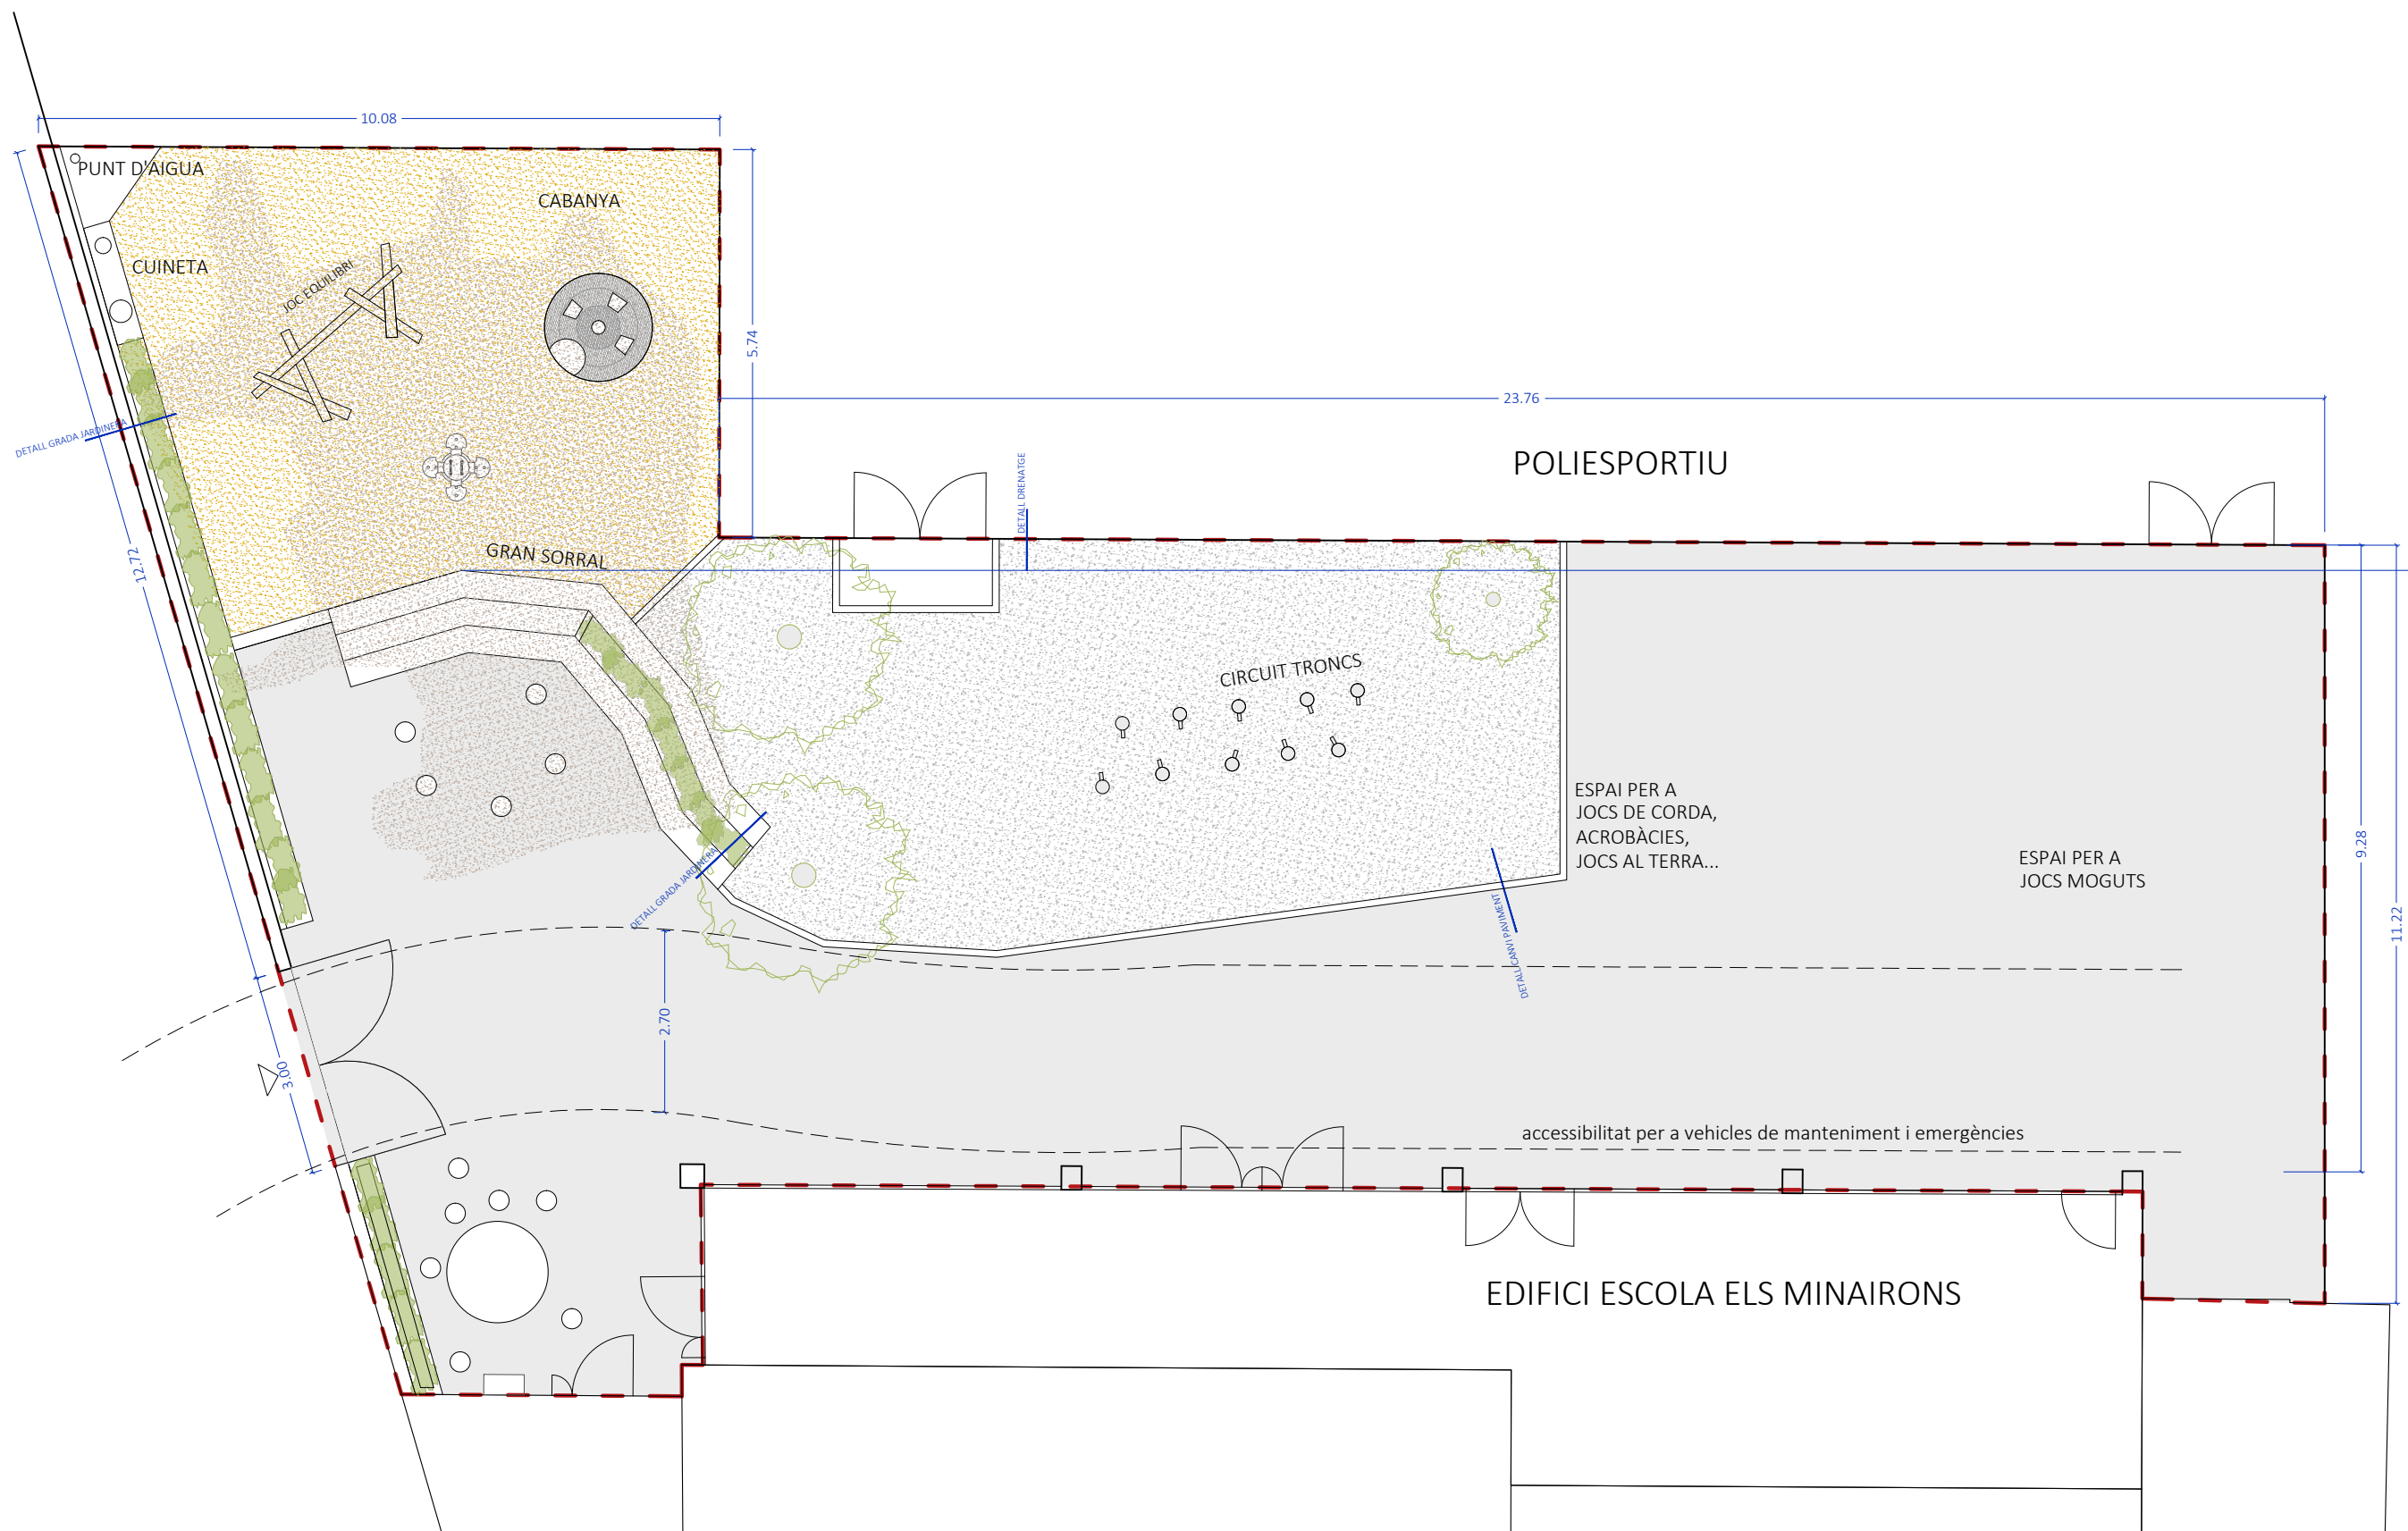 10.08
PUNT D'AIGUA
CABANYA
CUINETA
JOC EQUILIBRI
5.74
23.76
DETALL GRADA JARDINERA
POLIESPORTIU
DETALL DRENATGE
12.72
GRAN SORRAL
CIRCUIT TRONCS
ESPAI PER A
JOCS DE CORDA,
ACROBÀCIES,
JOCS AL TERRA...
ESPAI PER A
JOCS MOGUTS
9.28
11.22
DETALL GRADA JARDINERA
DETALL CANVI PAVIMENT
2.70
3.00
accessibilitat per a vehicles de manteniment i emergències
EDIFICI ESCOLA ELS MINAIRONS